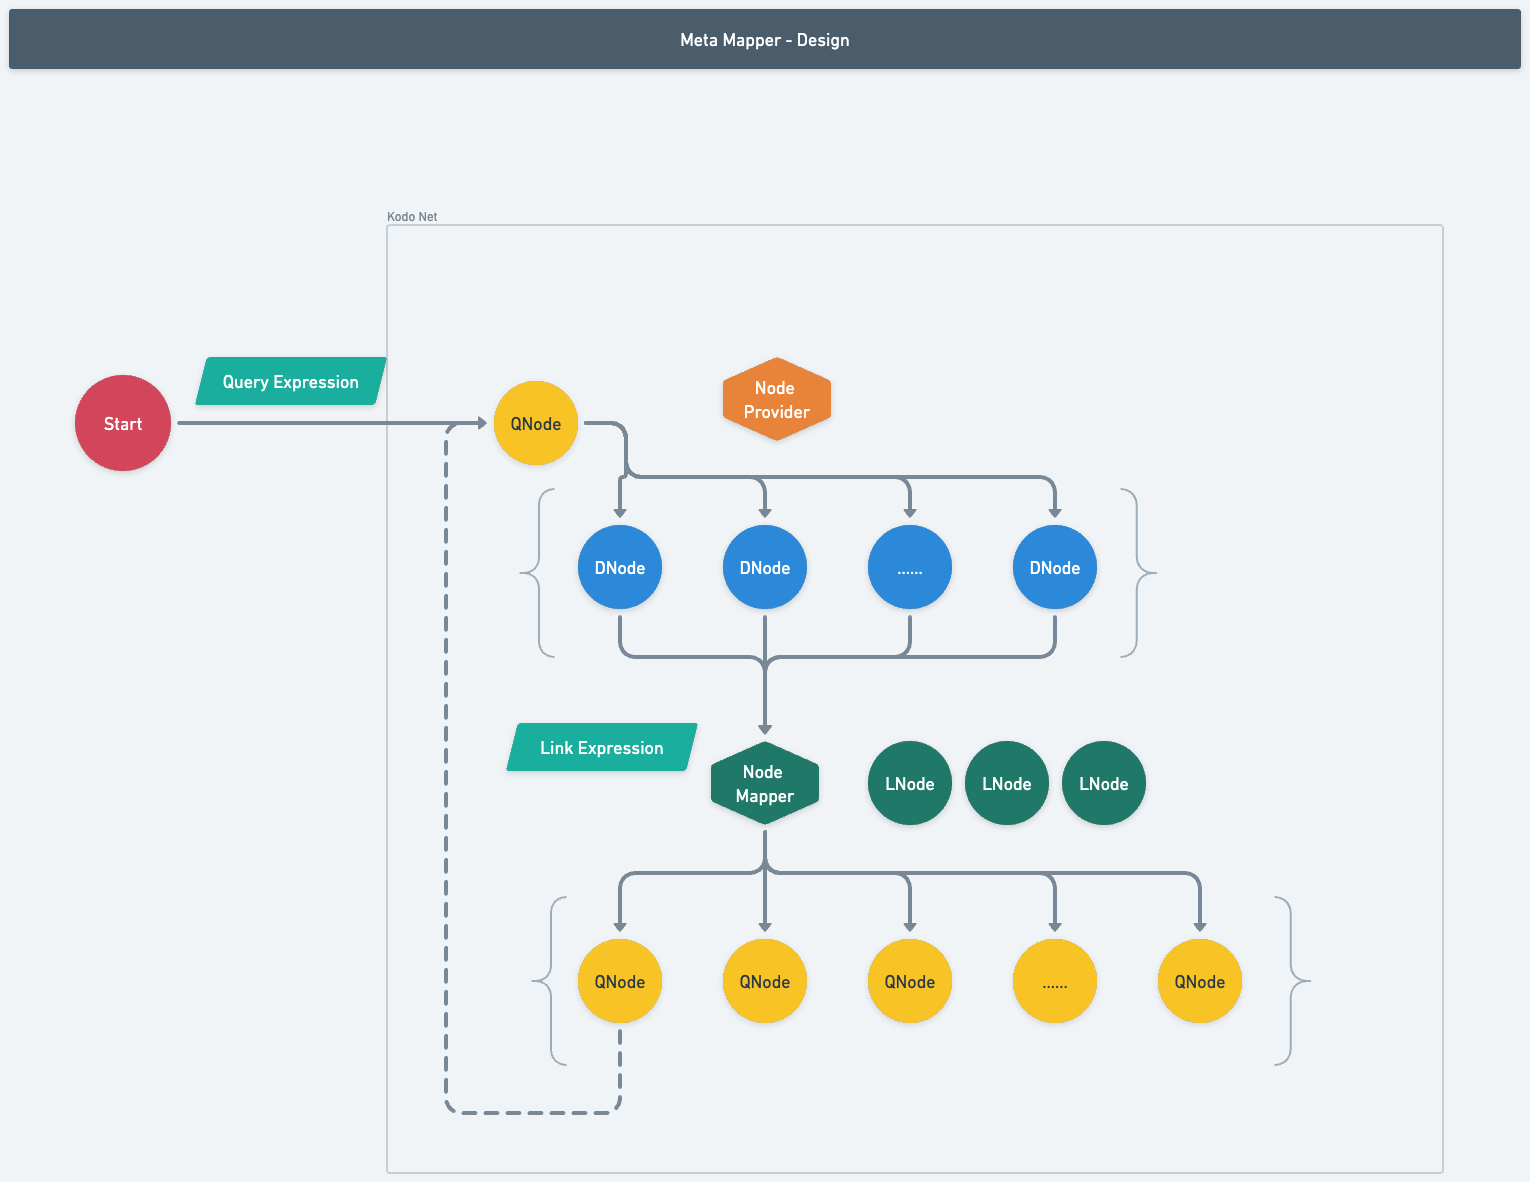 Meta Mapper - Design
Kodo Net
Query Expression
Start
QNode
Node
Provider
DNode
DNode
......
DNode
Link Expression
Node
Mapper
LNode
LNode
LNode
QNode
QNode
QNode
......
QNode